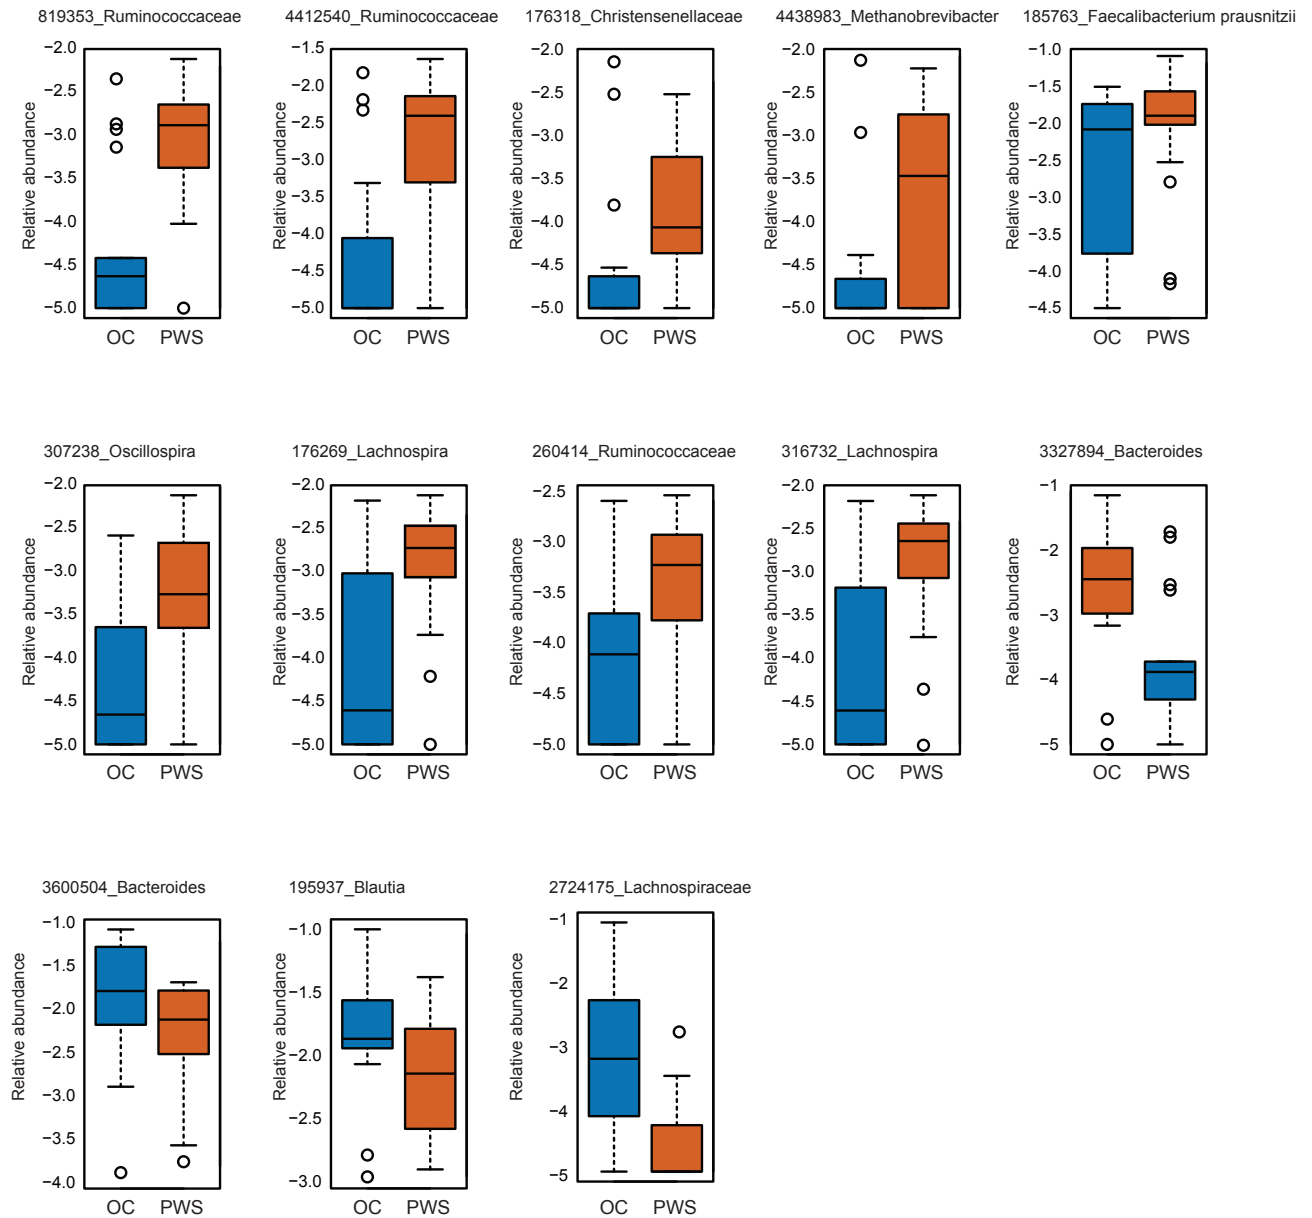 819353_Ruminococcaceae
4412540_Ruminococcaceae
176318_Christensenellaceae
4438983_Methanobrevibacter
185763_Faecalibacterium prausnitzii
Relative abundance
−2.0
−2.5
−3.0
−3.5
−4.0
−4.5
−5.0
OC PWS
Relative abundance
−1.5
−2.0
−2.5
−3.0
−3.5
−4.0
−4.5
−5.0
OC PWS
Relative abundance
−2.0
−2.5
−3.0
−3.5
−4.0
−4.5
−5.0
OC PWS
Relative abundance
−2.0
−2.5
−3.0
−3.5
−4.0
−4.5
−5.0
OC PWS
Relative abundance
−1.0
−1.5
−2.0
−2.5
−3.0
−3.5
−4.0
−4.5
OC PWS
307238_Oscillospira
176269_Lachnospira
260414_Ruminococcaceae
316732_Lachnospira
3327894_Bacteroides
Relative abundance
−2.0
−2.5
−3.0
−3.5
−4.0
−4.5
−5.0
OC PWS
Relative abundance
−2.0
−2.5
−3.0
−3.5
−4.0
−4.5
−5.0
OC PWS
Relative abundance
−2.5
−3.0
−3.5
−4.0
−4.5
−5.0
OC PWS
Relative abundance
−2.0
−2.5
−3.0
−3.5
−4.0
−4.5
−5.0
OC PWS
Relative abundance
−1
−2
−3
−4
−5
OC PWS
3600504_Bacteroides
195937_Blautia
2724175_Lachnospiraceae
Relative abundance
−1.0
−1.5
−2.0
−2.5
−3.0
−3.5
−4.0
OC PWS
Relative abundance
−1.0
−1.5
−2.0
−2.5
−3.0
OC PWS
Relative abundance
−1
−2
−3
−4
−5
OC PWS